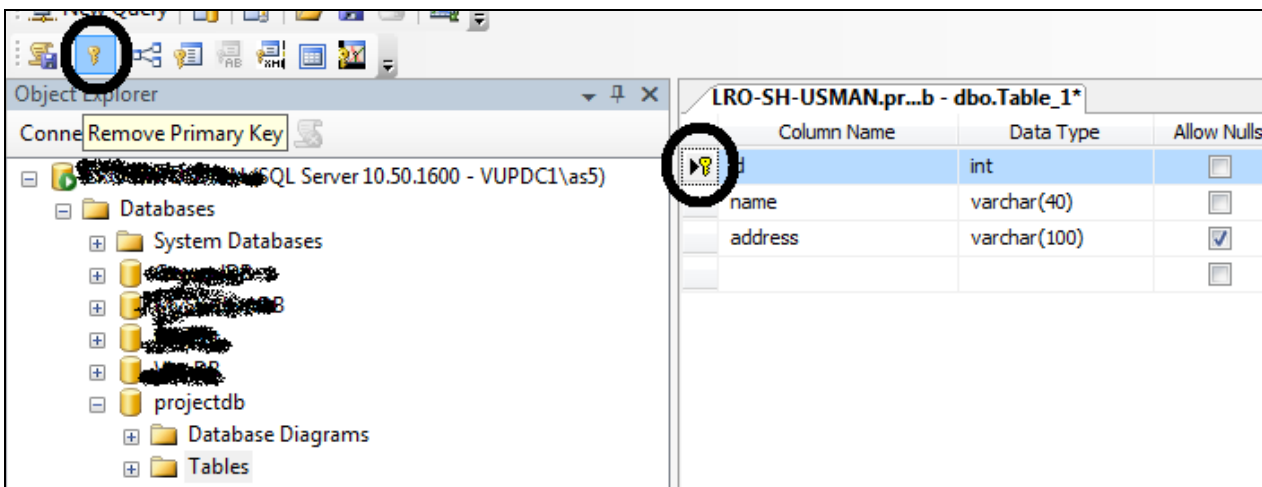 New Query
Object Explorer
Remove Primary Key
SQL Server 10.50.1600 - VUPDC1\as5)
Databases
System Databases
projectdb
Database Diagrams
Tables
LRO-SH-USMAN.pr...b - dbo.Table_1*
Column Name Data Type Allow Nulls
int
name varchar(40)
address varchar(100)